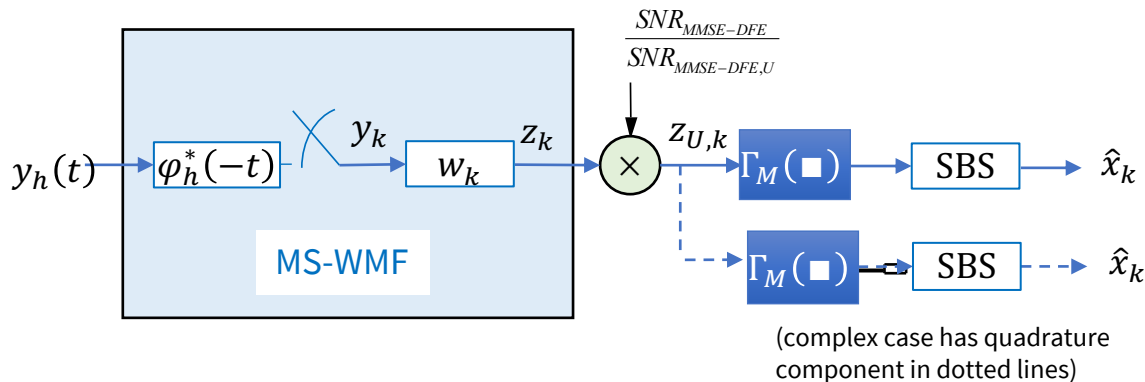 SNR_{MMSE-DFE}
SNR_{MMSE-DFE,U}
y_h(t)
φ_h^*(-t)
y_k
w_k
z_k
×
z_{U,k}
Γ_M(■)
SBS
x̂_k
MS-WMF
Γ_M(■)
SBS
x̂_k
(complex case has quadrature
component in dotted lines)